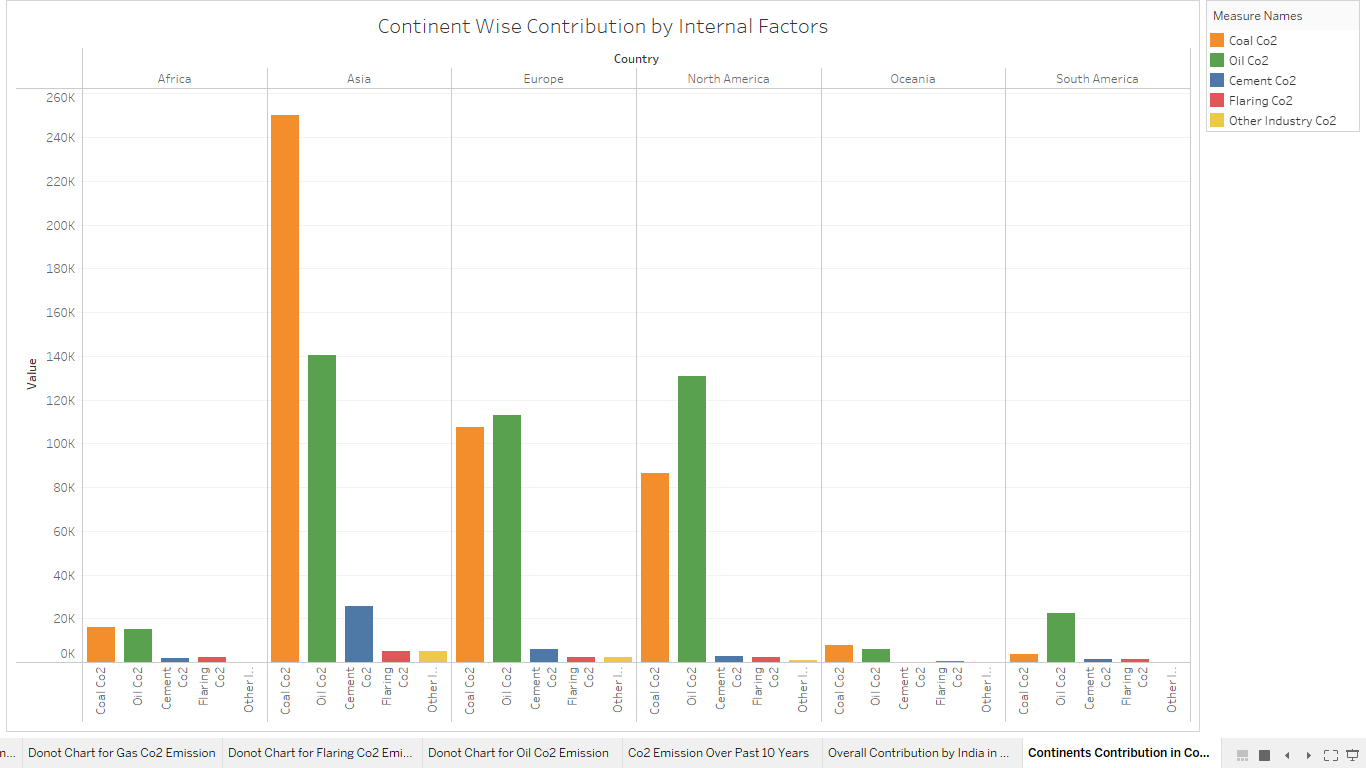 Continent Wise Contribution by Internal Factors
Measure Names
Coal Co2
Oil Co2
Cement Co2
Flaring Co2
Other Industry Co2
Country
Africa
Asia
Europe
North America
Oceania
South America
260K
240K
220K
200K
180K
160K
140K
120K
100K
80K
60K
40K
20K
0K
Value
Coal Co2
Oil Co2
Cement
Co2
Flaring
Co2
Other I..
Coal Co2
Oil Co2
Cement
Co2
Flaring
Co2
Other I..
Coal Co2
Oil Co2
Cement
Co2
Flaring
Co2
Other I..
Coal Co2
Oil Co2
Cement
Co2
Flaring
Co2
Other I..
Coal Co2
Oil Co2
Cement
Co2
Flaring
Co2
Other I..
Coal Co2
Oil Co2
Cement
Co2
Flaring
Co2
Other I..
m...
Donot Chart for Gas Co2 Emission
Donot Chart for Flaring Co2 Emi...
Donot Chart for Oil Co2 Emission
Co2 Emission Over Past 10 Years
Overall Contribution by India in ...
Continents Contribution in Co...